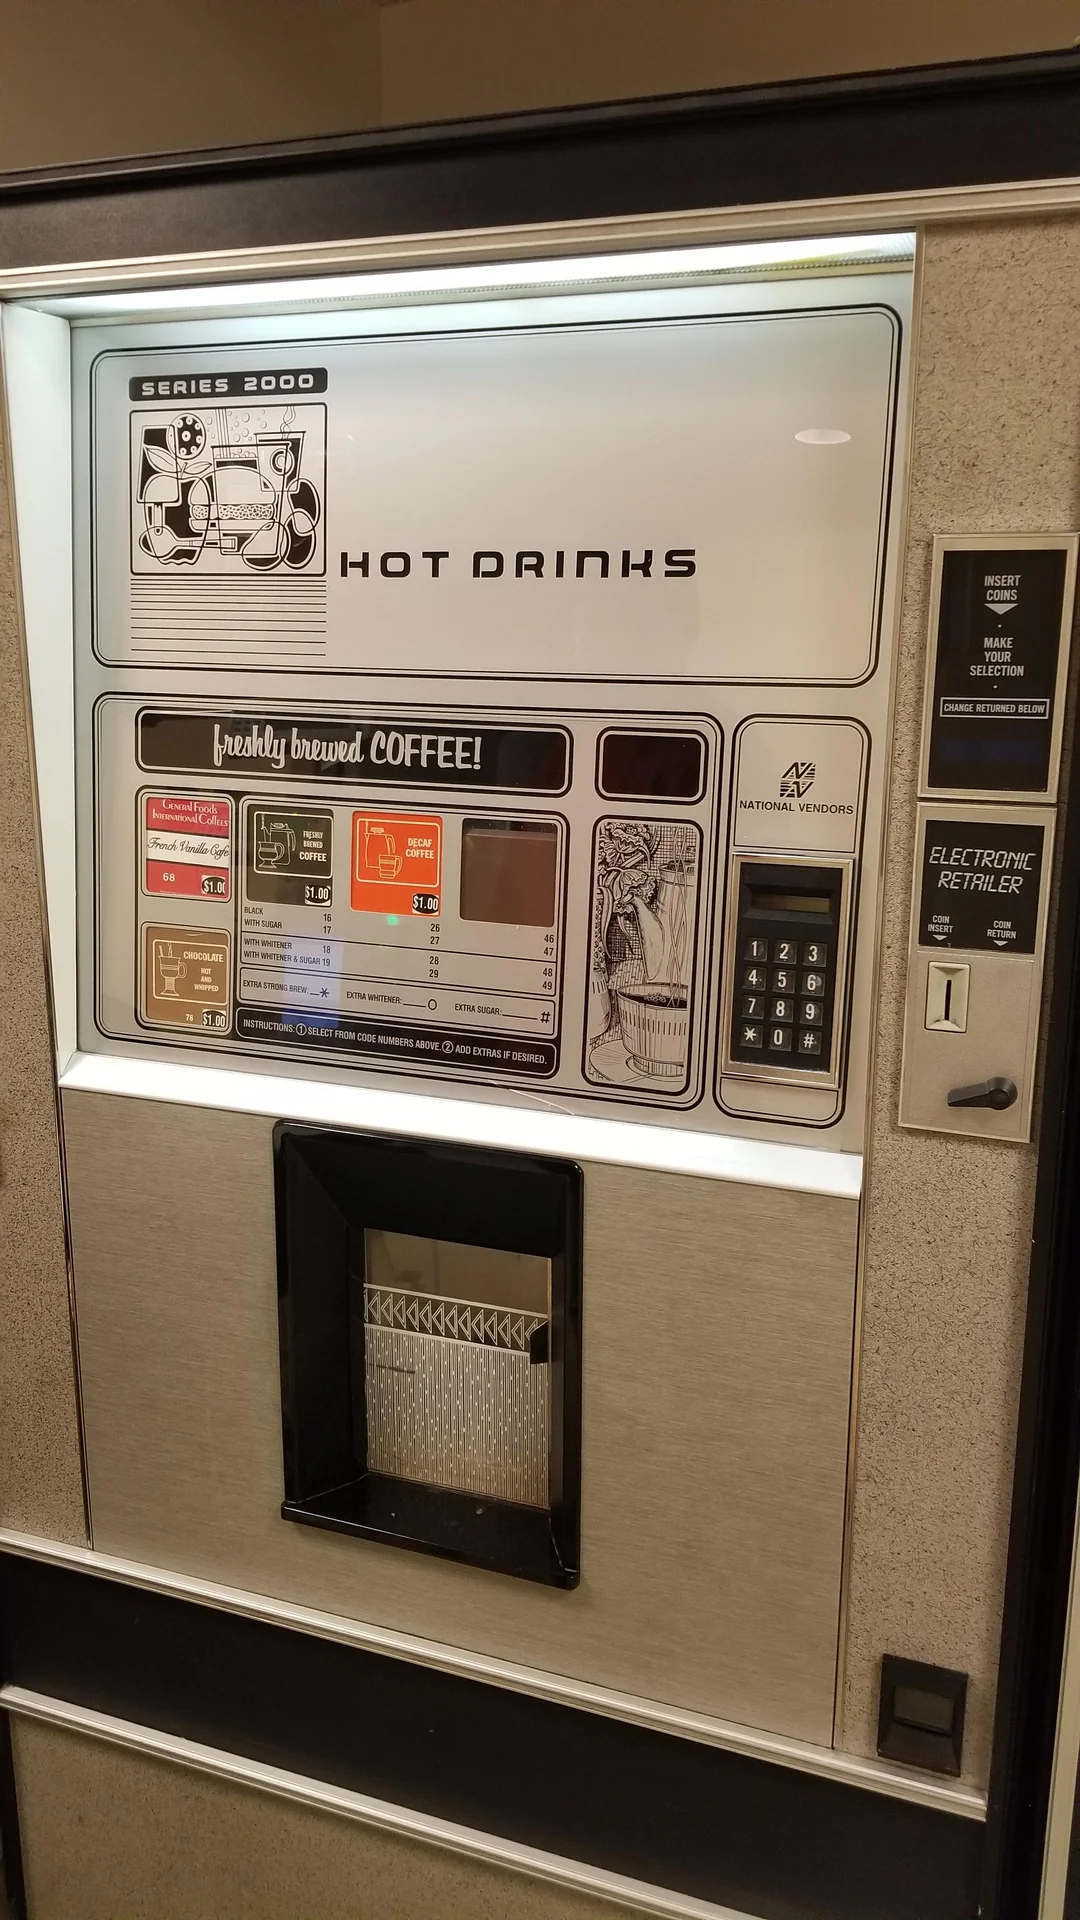 SERIES 2000
HOT DRINKS
INSERT
COINS
MAKE
YOUR
SELECTION
CHANGE RETURNED BELOW
freshly brewed COFFEE!
NATIONAL VENDORS
GENERAL FOODS
INTERNATIONAL COFFEES
French Vanilla Cafe
68
$1.00
FRESHLY
BREWED
COFFEE
$1.00
DECAF
COFFEE
$1.00
BLACK 16 26 46
WITH SUGAR 17 27 47
WITH WHITENER 18 28 48
WITH WHITENER & SUGAR 19 29 49
CHOCOLATE
HOT
AND
WHIPPED
78
$1.00
EXTRA STRONG BREW: * EXTRA WHITENER: O EXTRA SUGAR: #
INSTRUCTIONS: 1 SELECT FROM CODE NUMBERS ABOVE. 2 ADD EXTRAS IF DESIRED.
1 2 3
4 5 6
7 8 9
* 0 #
ELECTRONIC
RETAILER
COIN
INSERT
COIN
RETURN